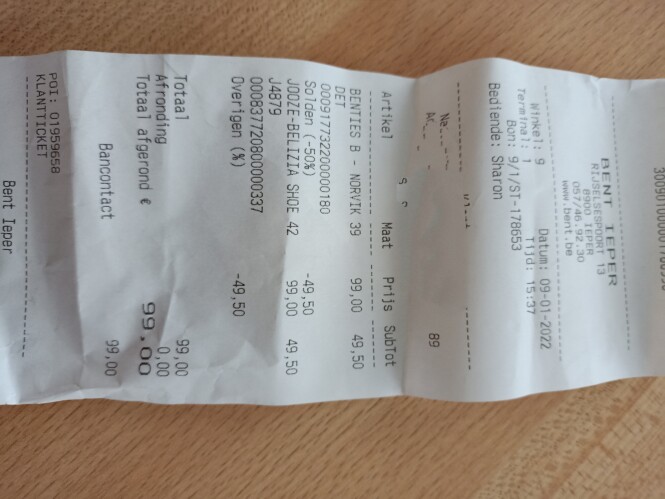 BENT IEPER
RIJSELSESPOORT 13
8900 IEPER
057/46.92.30
www.bent.be
Winkel: 9 Datum: 09-01-2022
Terminal: 1 Tijd: 15:37
Bon: 9/1/ST-178653
Bediende: Sharon
89
Artikel Maat Prijs SubTot
BENTIES B - NORVIK 39 99,00 49,50
DET
000917732200000180
Solden (-50%) -49,50
JOOZE-BELIZIA SHOE 42 99,00 49,50
J4879
0008377208000000337
Overigen (%) -49,50
Totaal 99,00
Afronding 0,00
Totaal afgerond € 99,00
Bancontact 99,00
POI: 01959658
KLANTTICKET
Bent Ieper